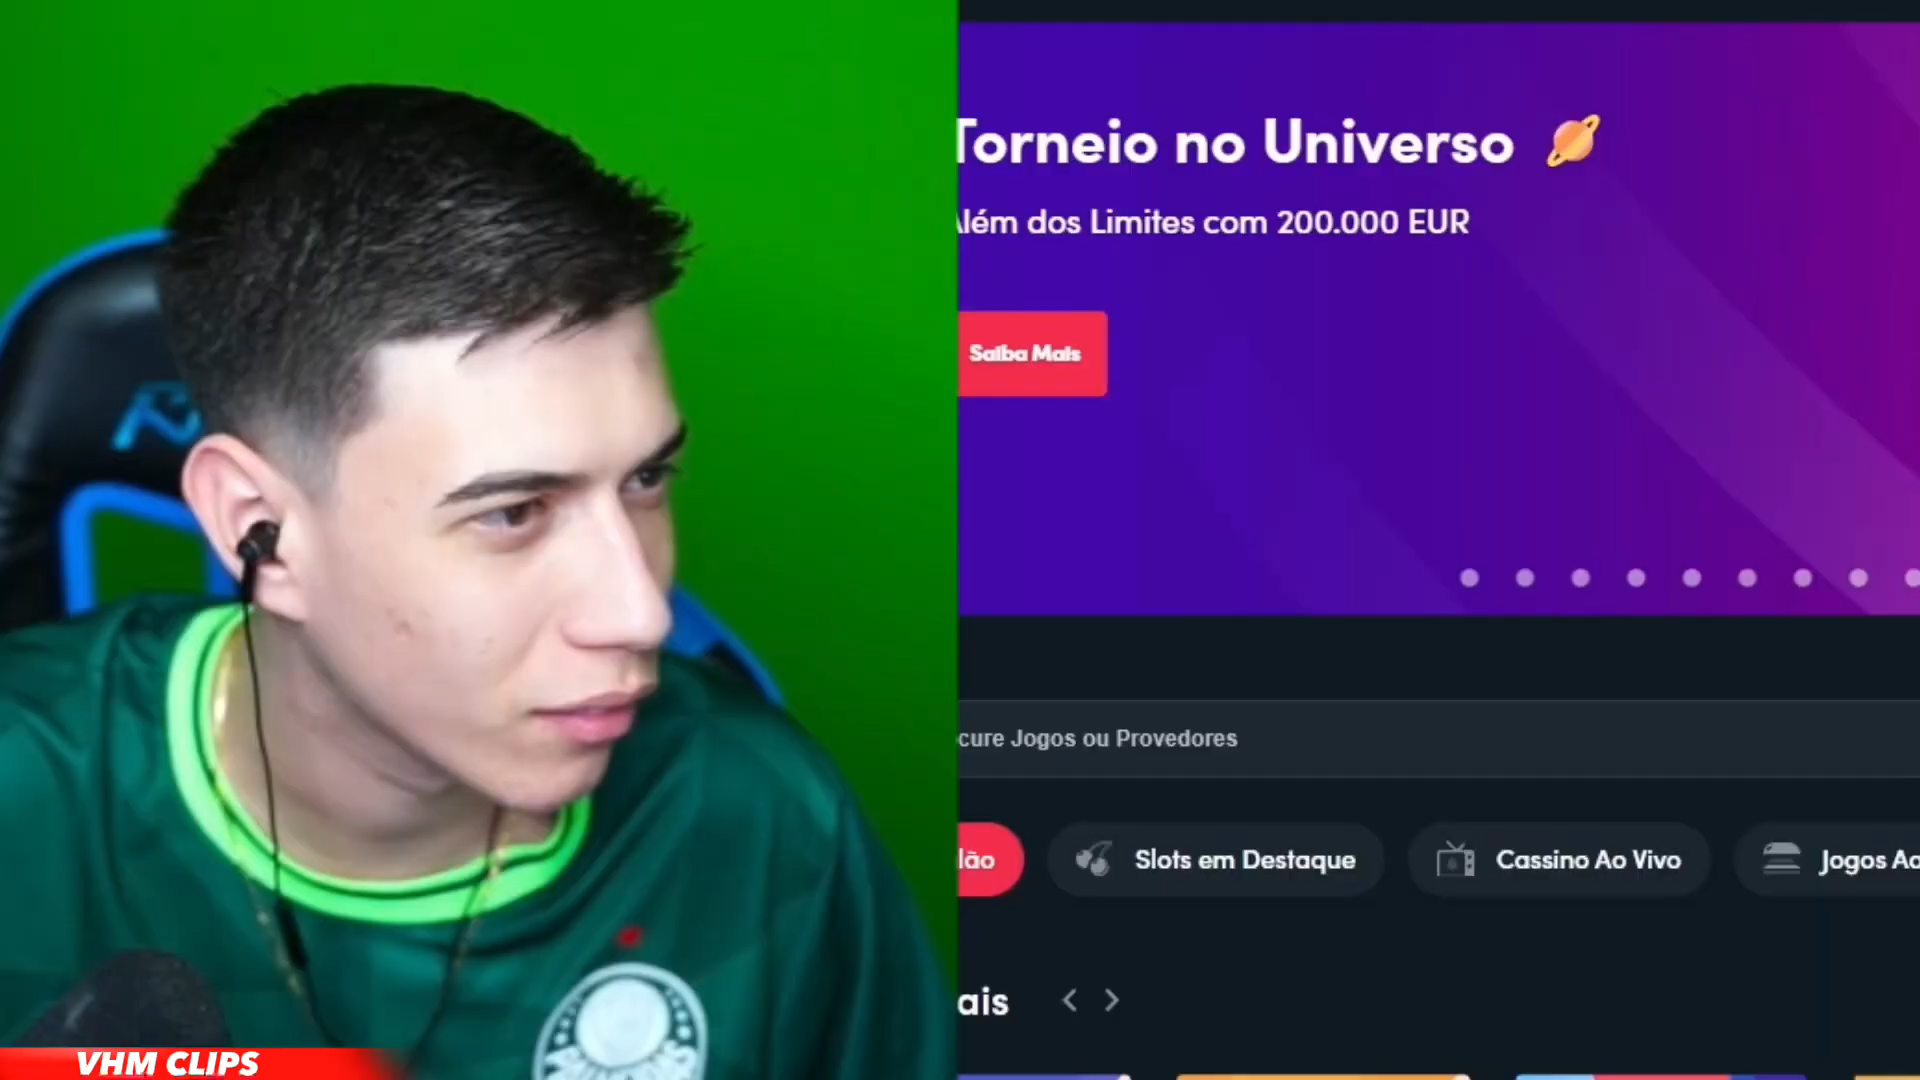 Torneio no Universo
Além dos Limites com 200.000 EUR
Saiba Mais
cure Jogos ou Provedores
lão
Slots em Destaque
Cassino Ao Vivo
Jogos Ao
ais
VHM CLIPS